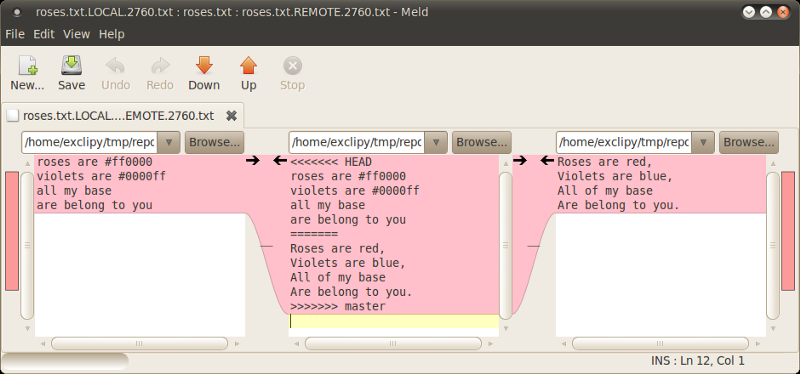 roses.txt.LOCAL.2760.txt : roses.txt : roses.txt.REMOTE.2760.txt - Meld
File Edit View Help
New... Save Undo Redo Down Up Stop
roses.txt.LOCAL....EMOTE.2760.txt
/home/exclipy/tmp/repo Browse... /home/exclipy/tmp/repo Browse... /home/exclipy/tmp/repo Browse...
roses are #ff0000
violets are #0000ff
all my base
are belong to you
<<<<<<< HEAD
roses are #ff0000
violets are #0000ff
all my base
are belong to you
=======
Roses are red,
Violets are blue,
All of my base
Are belong to you.
>>>>>>> master
Roses are red,
Violets are blue,
All of my base
Are belong to you.
INS : Ln 12, Col 1